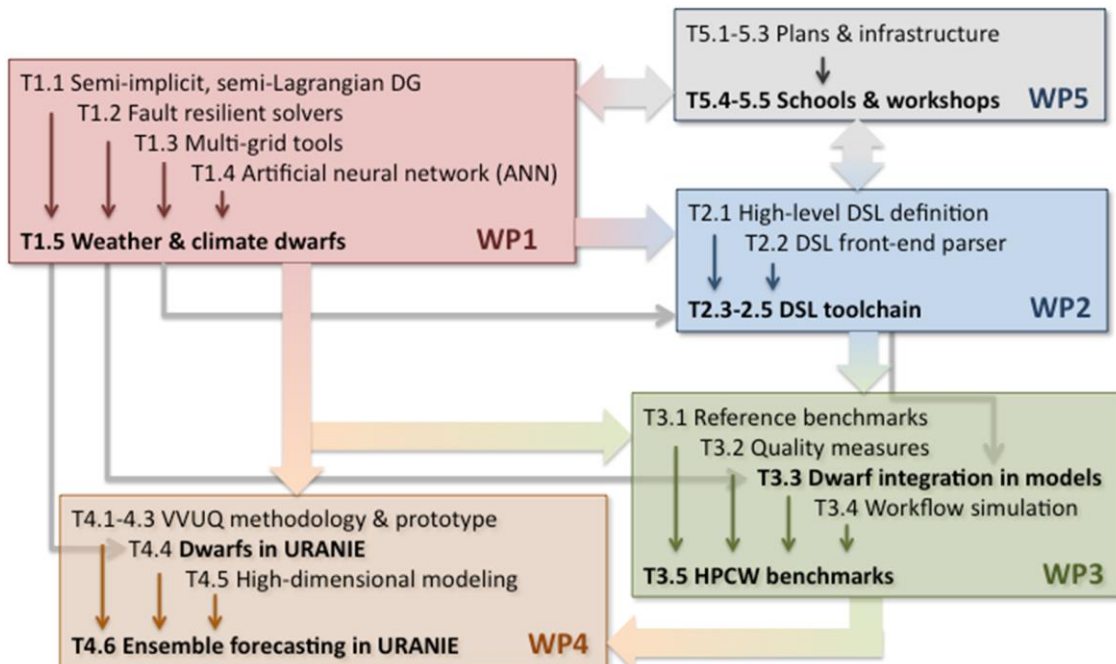 T5.1-5.3 Plans & infrastructure
T5.4-5.5 Schools & workshops WP5
T1.1 Semi-implicit, semi-Lagrangian DG
T1.2 Fault resilient solvers
T1.3 Multi-grid tools
T1.4 Artificial neural network (ANN)
T1.5 Weather & climate dwarfs WP1
T2.1 High-level DSL definition
T2.2 DSL front-end parser
T2.3-2.5 DSL toolchain WP2
T3.1 Reference benchmarks
T3.2 Quality measures
T3.3 Dwarf integration in models
T3.4 Workflow simulation
T3.5 HPCW benchmarks WP3
T4.1-4.3 VVUQ methodology & prototype
T4.4 Dwarfs in URANIE
T4.5 High-dimensional modeling
T4.6 Ensemble forecasting in URANIE WP4